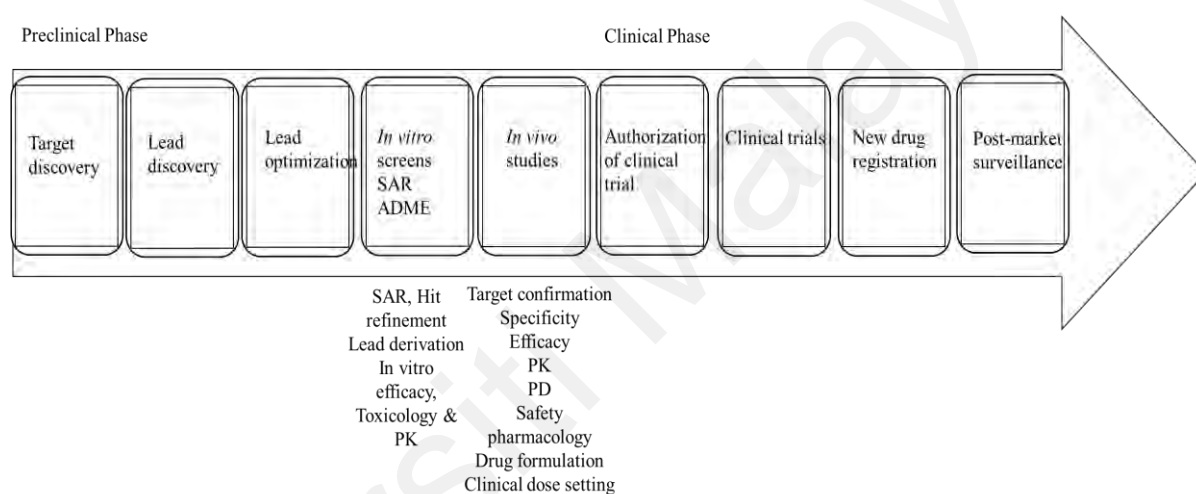 Preclinical Phase
Clinical Phase
Target
discovery
Lead
discovery
Lead
optimization
In vitro
screens
SAR
ADME
In vivo
studies
Authorization
of clinical
trial
Clinical trials
New drug
registration
Post-market
surveillance
SAR, Hit
refinement
Lead derivation
In vitro
efficacy,
Toxicology &
PK
Target confirmation
Specificity
Efficacy
PK
PD
Safety
pharmacology
Drug formulation
Clinical dose setting
rsiti Malay